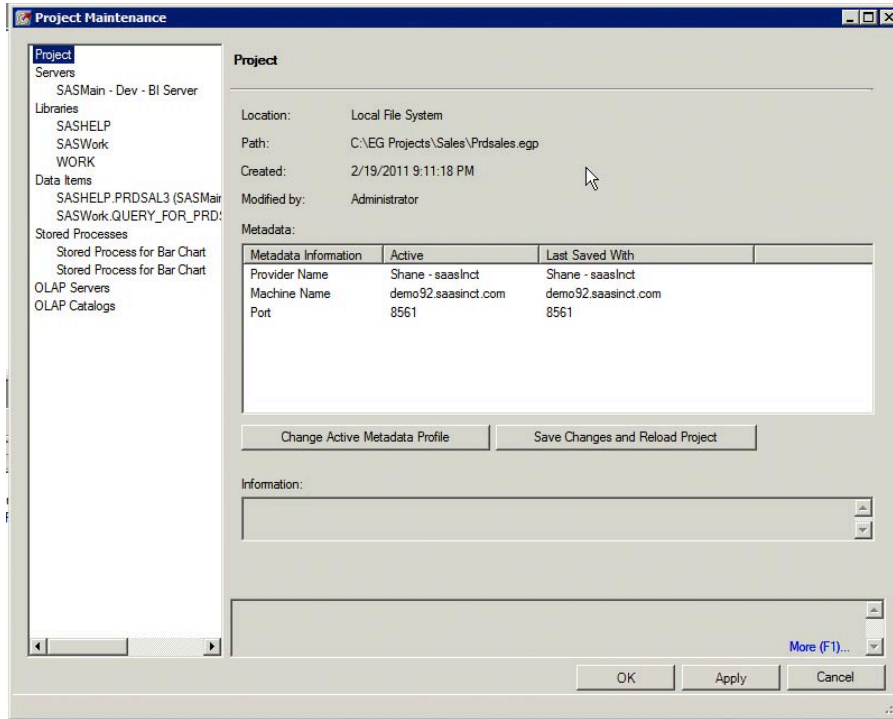 Project Maintenance
Project
Servers
SASMain - Dev - BI Server
Libraries
SASHELP
SASWork
WORK
Data Items
SASHELP.PRDSAL3 (SASMair
SASWork.QUERY_FOR_PRDS
Stored Processes
Stored Process for Bar Chart
Stored Process for Bar Chart
OLAP Servers
OLAP Catalogs
Project
Location: Local File System
Path: C:\EG Projects\Sales\Prdsales.egp
Created: 2/19/2011 9:11:18 PM
Modified by: Administrator
Metadata:
Metadata Information Active Last Saved With
Provider Name Shane - saasInct Shane - saasInct
Machine Name demo92.saasinct.com demo92.saasinct.com
Port 8561 8561
Change Active Metadata Profile Save Changes and Reload Project
Information:
More (F1)...
OK Apply Cancel